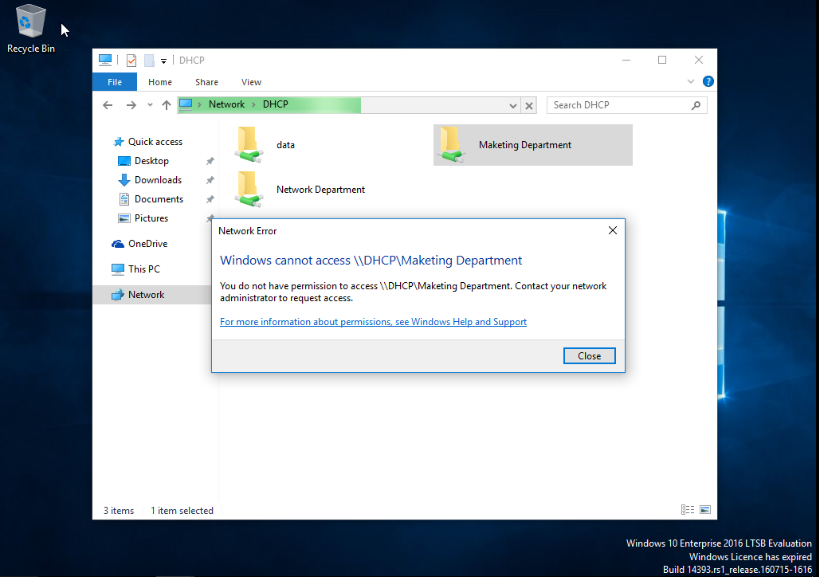 Recycle Bin
DHCP
File Home Share View
Network DHCP Search DHCP
Quick access
Desktop
Downloads
Documents
Pictures
OneDrive
This PC
Network
data Maketing Department
Network Department
Network Error
Windows cannot access \\DHCP\Maketing Department
You do not have permission to access \\DHCP\Maketing Department. Contact your network
administrator to request access.
For more information about permissions, see Windows Help and Support
Close
3 items 1 item selected
Windows 10 Enterprise 2016 LTSB Evaluation
Windows Licence has expired
Build 14393.rs1_release.160715-1616